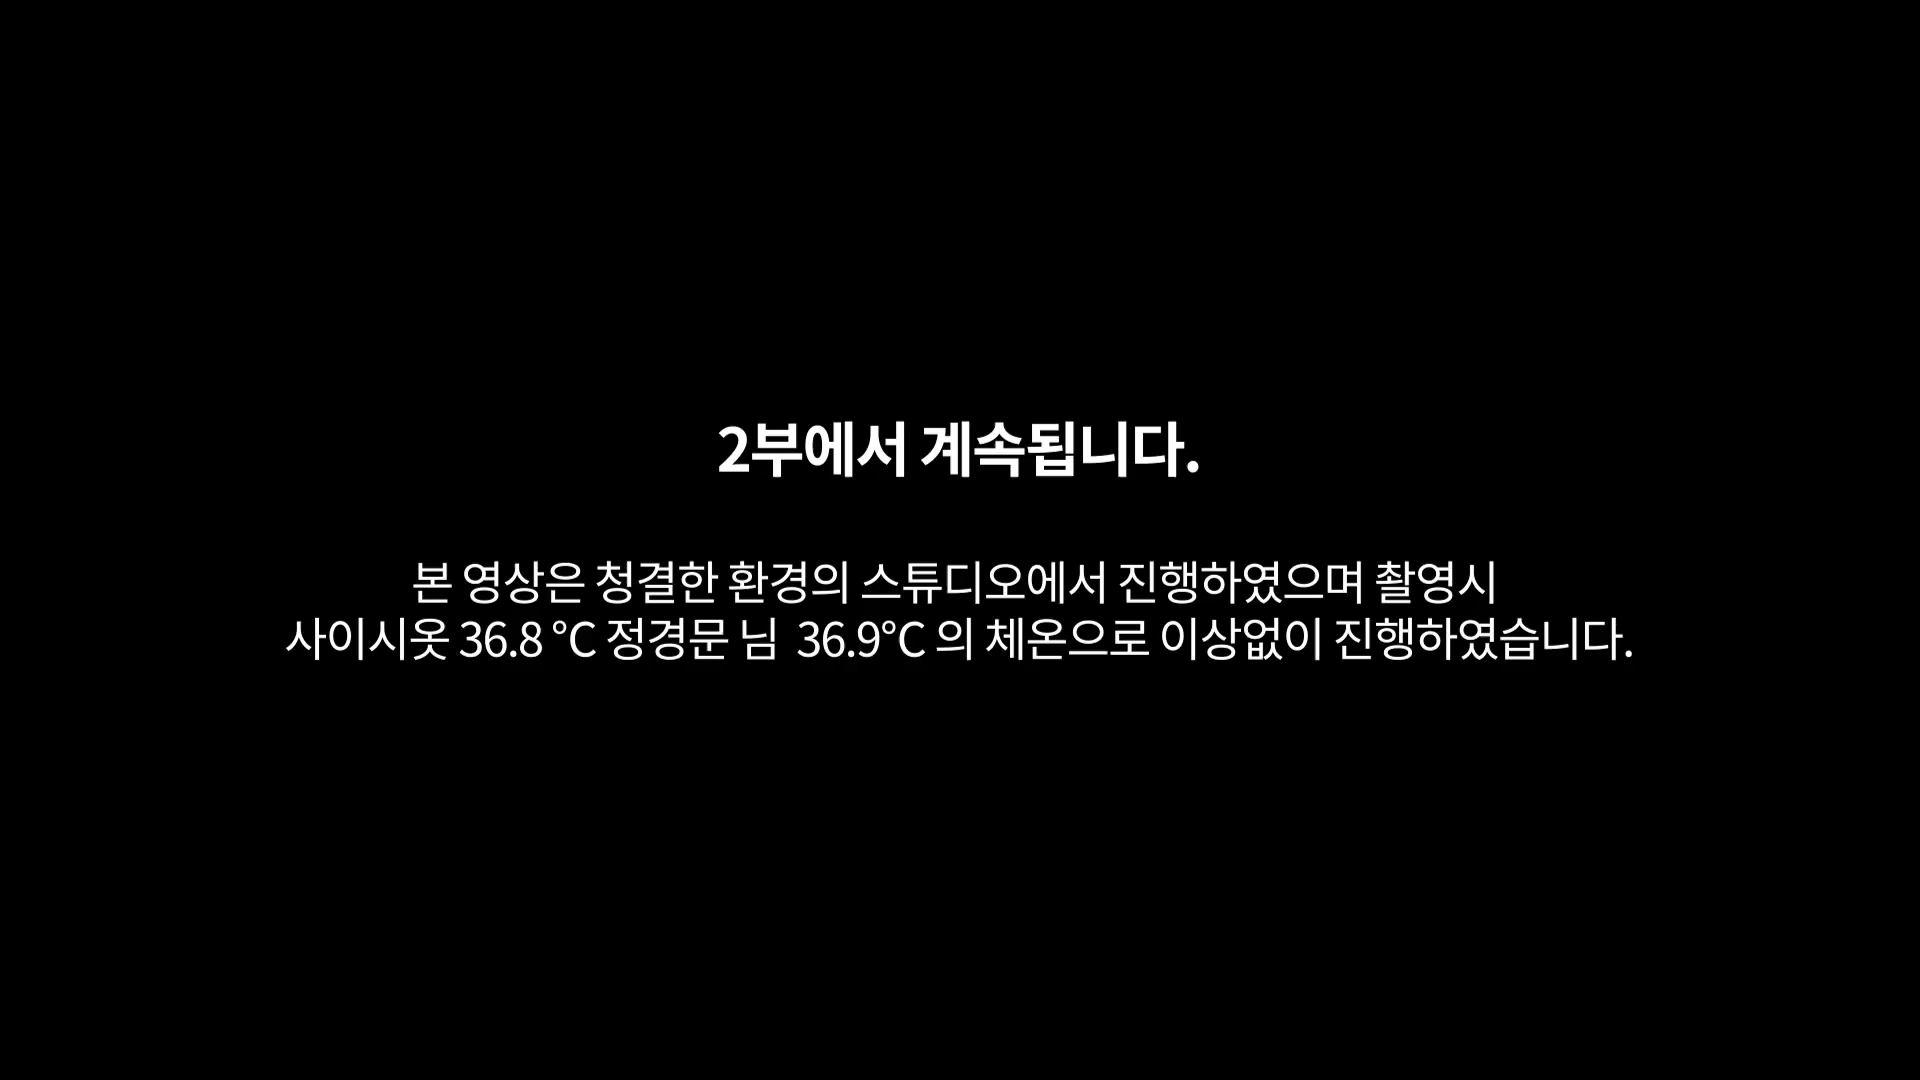 2부에서 계속됩니다.
본 영상은 청결한 환경의 스튜디오에서 진행하였으며 촬영시
사이시옷 36.8 °C 정경문 님 36.9°C 의 체온으로 이상없이 진행하였습니다.